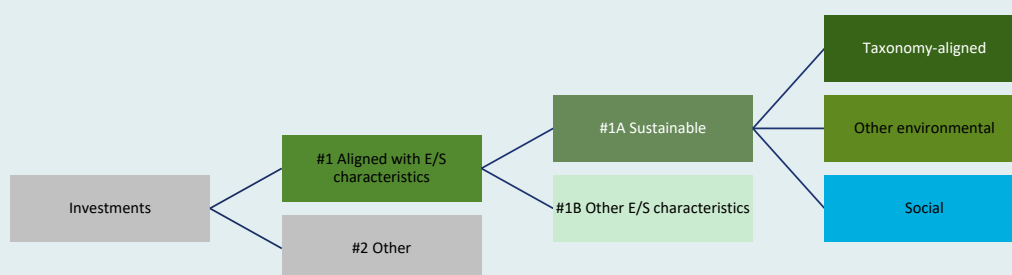 Investments
#1 Aligned with E/S
characteristics
#2 Other
#1A Sustainable
#1B Other E/S characteristics
Taxonomy-aligned
Other environmental
Social